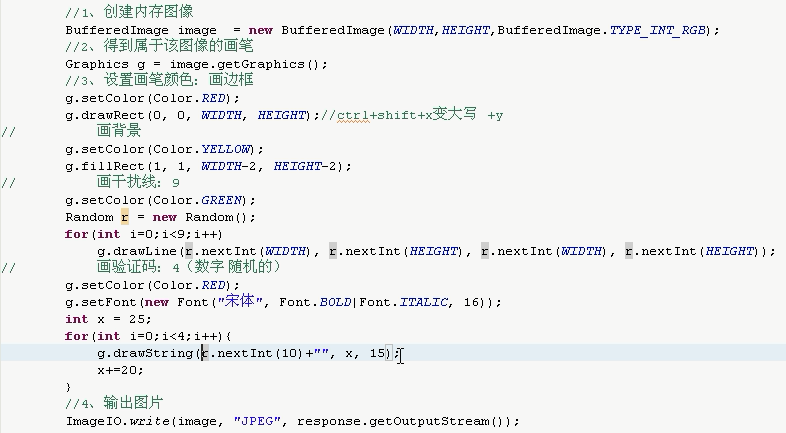 //1、创建内存图像
BufferedImage image  = new BufferedImage(WIDTH,HEIGHT,BufferedImage.TYPE_INT_RGB);
//2、得到属于该图像的画笔
Graphics g = image.getGraphics();
//3、设置画笔颜色：画边框
g.setColor(Color.RED);
g.drawRect(0, 0, WIDTH, HEIGHT);//ctrl+shift+x变大写  +y
//          画背景
g.setColor(Color.YELLOW);
g.fillRect(1, 1, WIDTH-2, HEIGHT-2);
//          画干扰线：9
g.setColor(Color.GREEN);
Random r = new Random();
for(int i=0;i<9;i++)
    g.drawLine(r.nextInt(WIDTH), r.nextInt(HEIGHT), r.nextInt(WIDTH), r.nextInt(HEIGHT));
//          画验证码：4（数字 随机的）
g.setColor(Color.RED);
g.setFont(new Font("宋体", Font.BOLD|Font.ITALIC, 16));
int x = 25;
for(int i=0;i<4;i++){
    g.drawString(r.nextInt(10)+"", x, 15);
    x+=20;
}
//4、输出图片
ImageIO.write(image, "JPEG", response.getOutputStream());